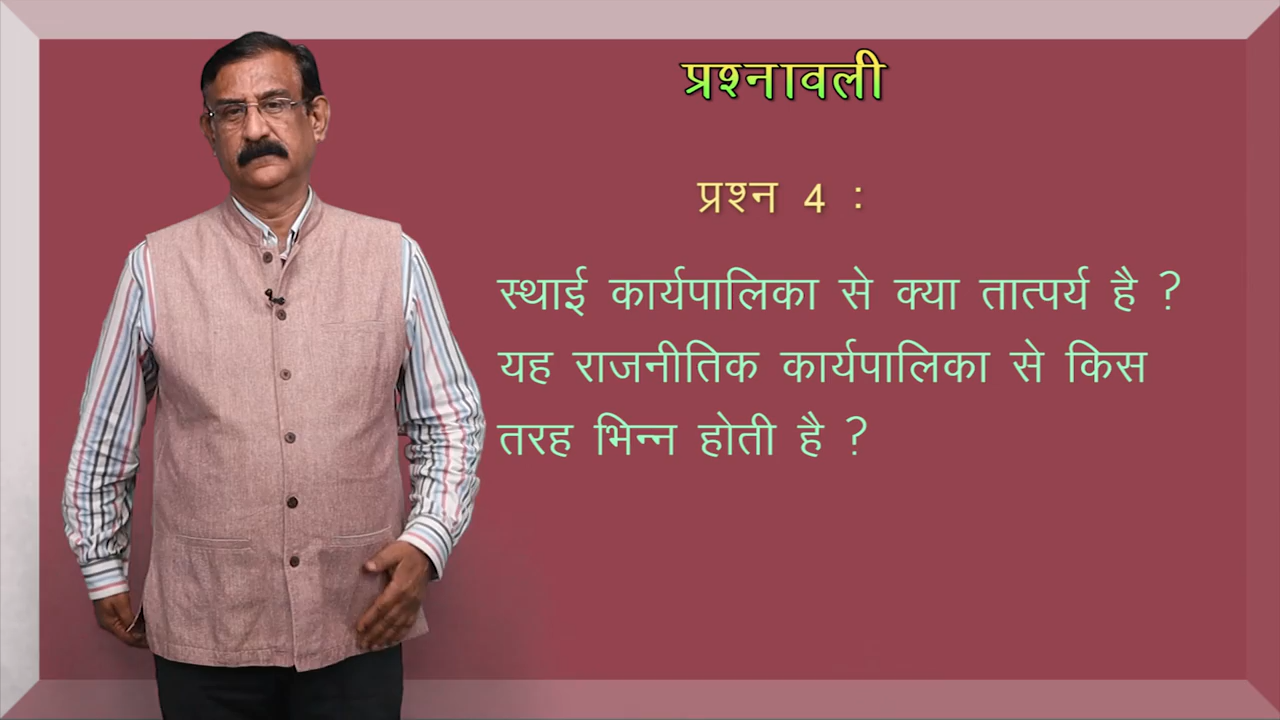 प्रश्नावली
प्रश्न 4 :
स्थाई कार्यपालिका से क्या तात्पर्य है ?
यह राजनीतिक कार्यपालिका से किस
तरह भिन्न होती है ?